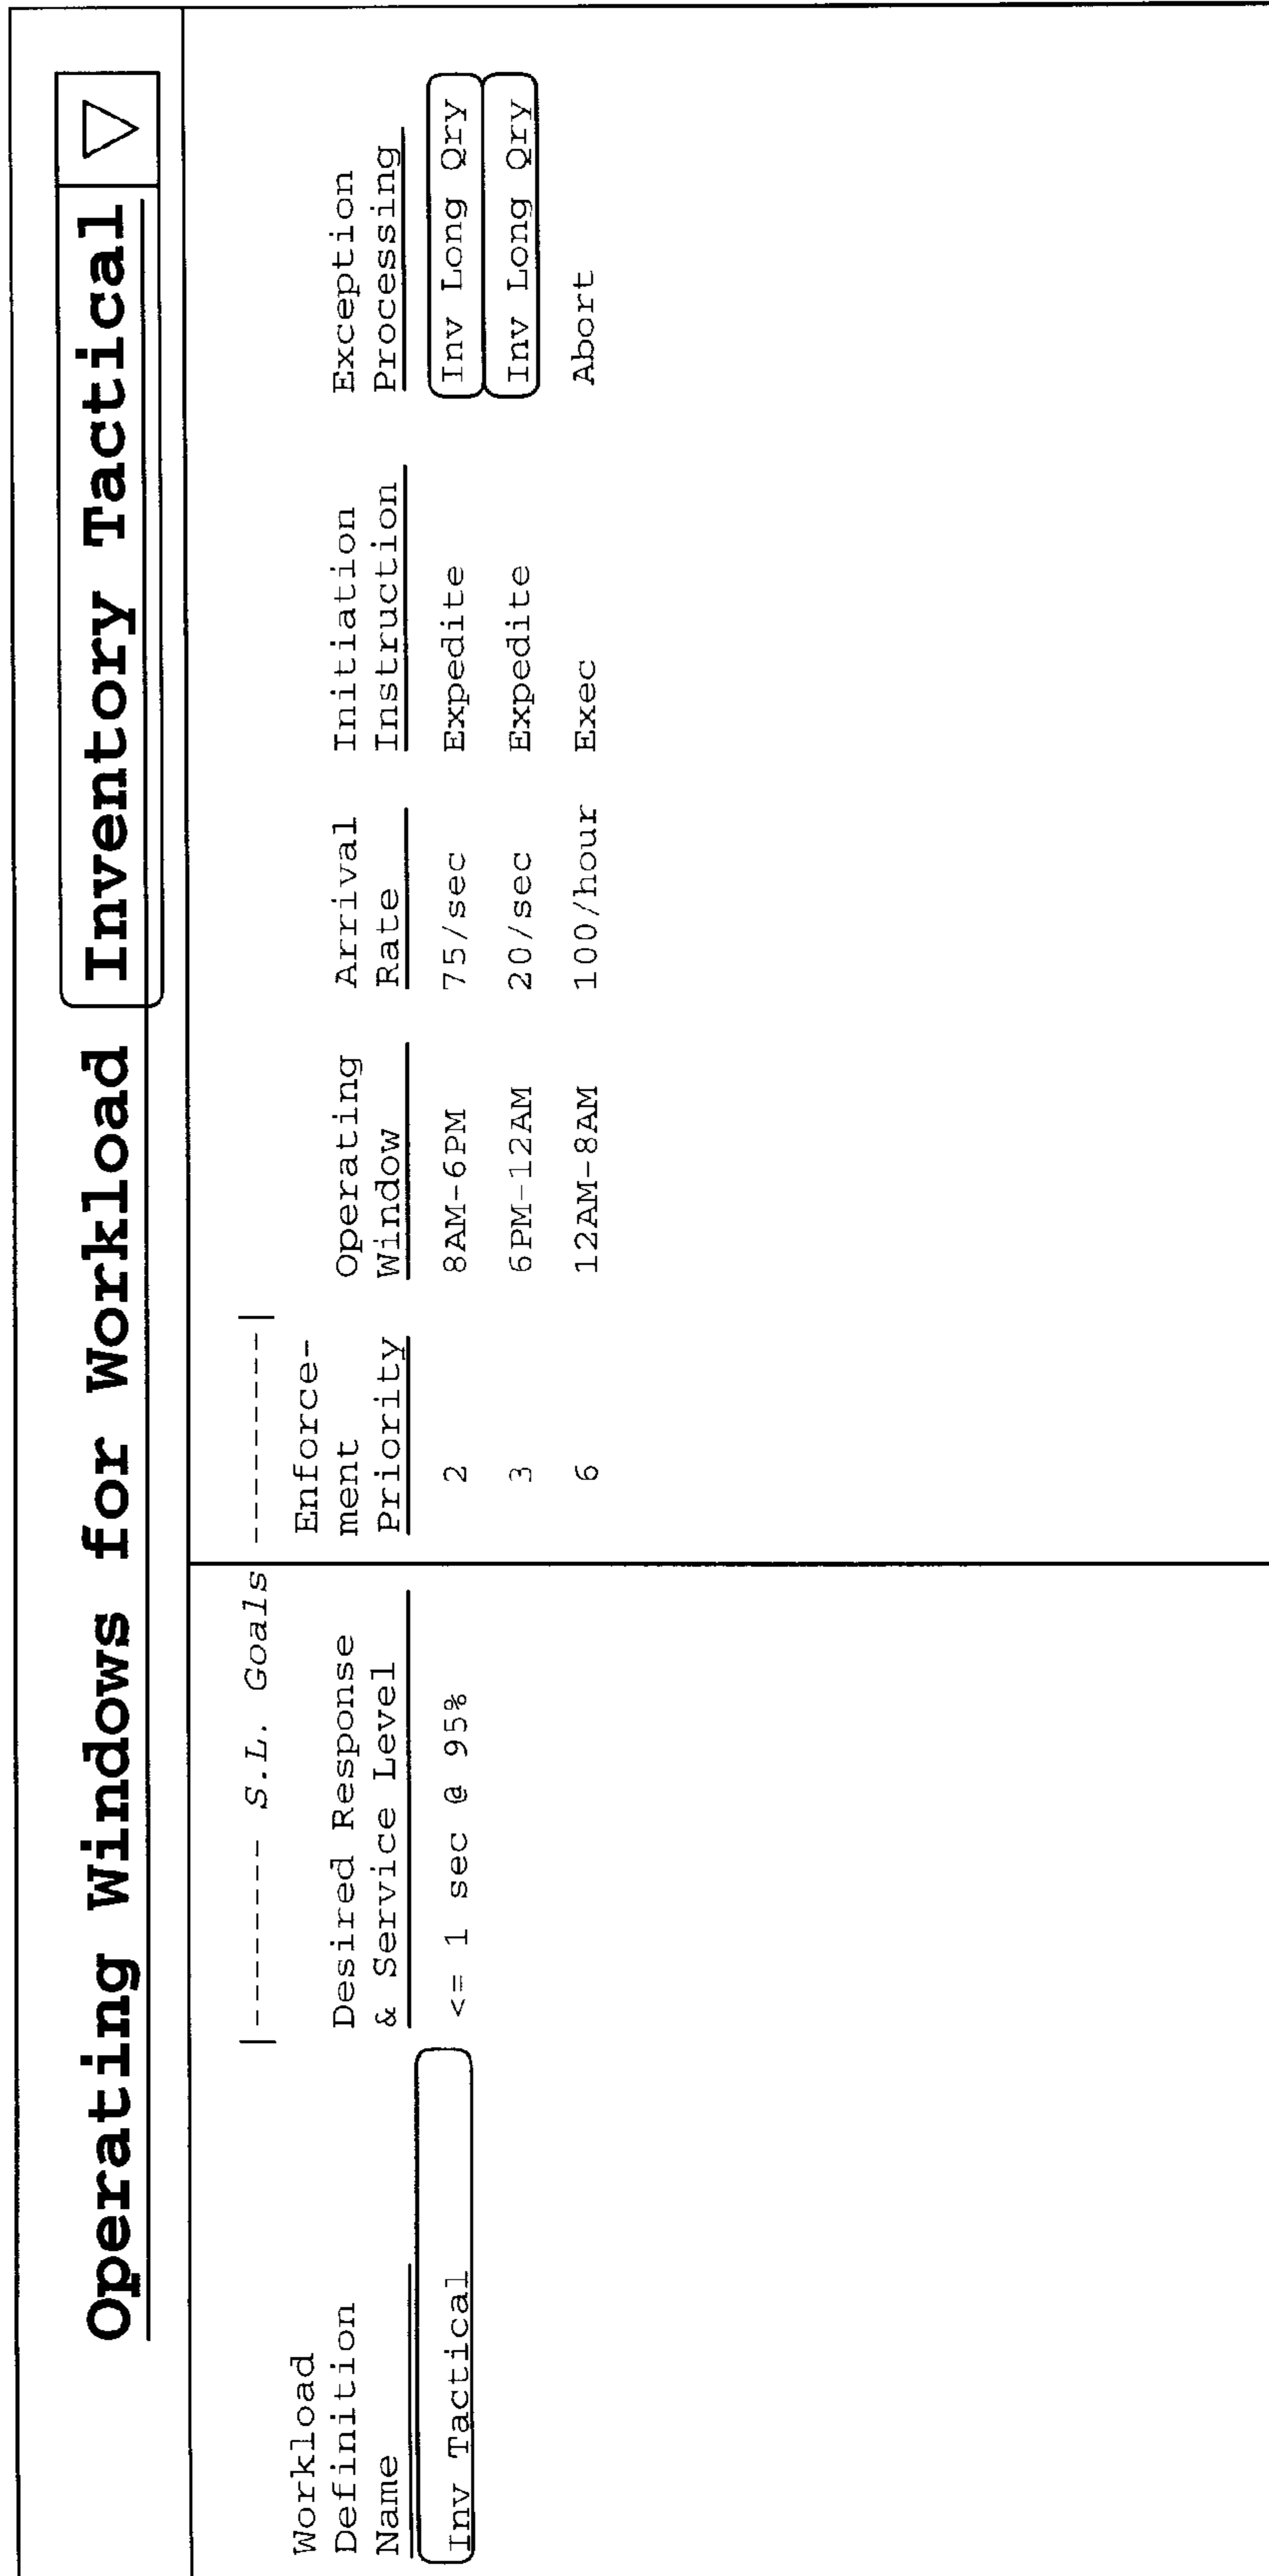 Operating Windows for Workload Inventory Tactical
|------- S.L. Goals ---------|
Workload Enforce-
Definition Desired Response ment Operating Arrival Initiation Exception
Name & Service Level Priority Window Rate Instruction Processing
Inv Tactical <= 1 sec @ 95% 2 8AM-6PM 75/sec Expedite Inv Long Qry
3 6PM-12AM 20/sec Expedite Inv Long Qry
6 12AM-8AM 100/hour Exec Abort